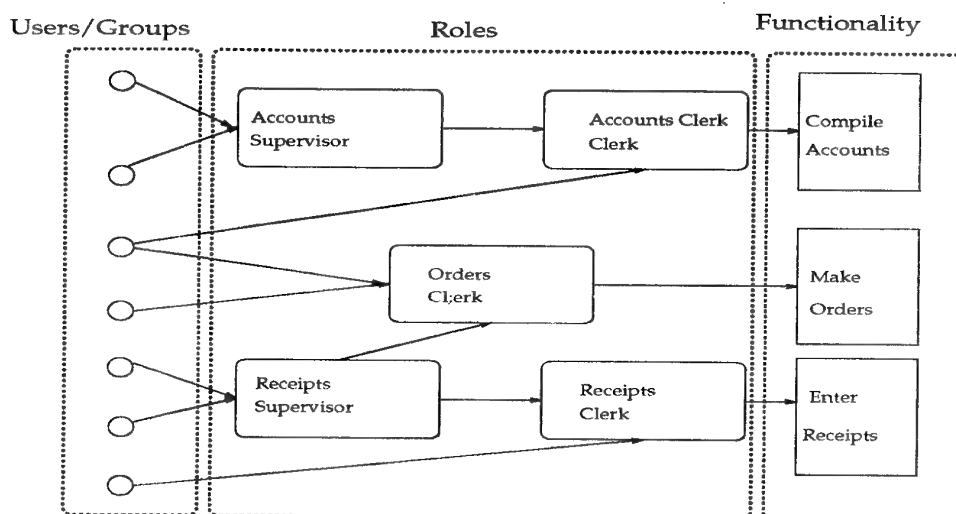 Users/Groups
Roles
Functionality
Accounts
Supervisor
Accounts Clerk
Clerk
Compile
Accounts
Orders
Cl;erk
Make
Orders
Receipts
Supervisor
Receipts
Clerk
Enter
Receipts